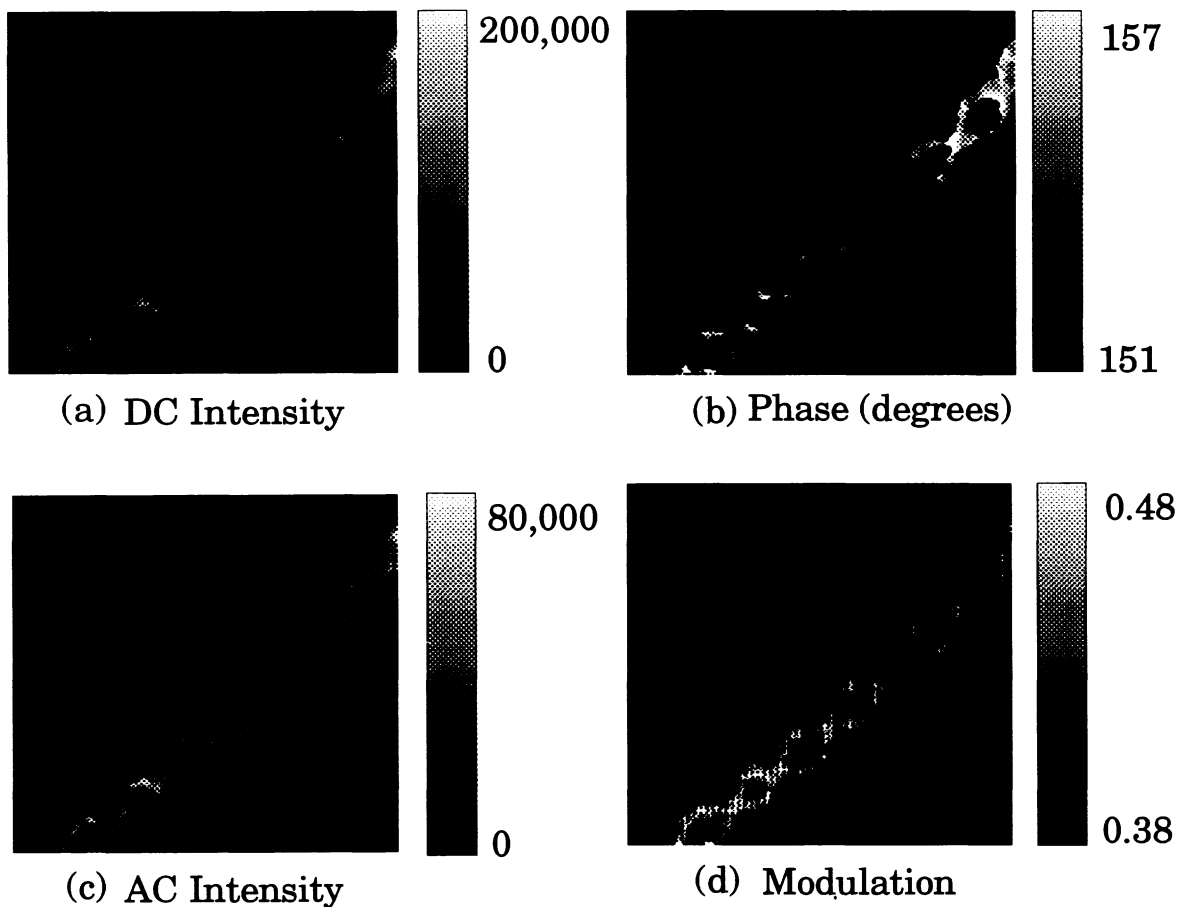 200,000
0
(a) DC Intensity
157
151
(b) Phase (degrees)
80,000
0
(c) AC Intensity
0.48
0.38
(d) Modulation